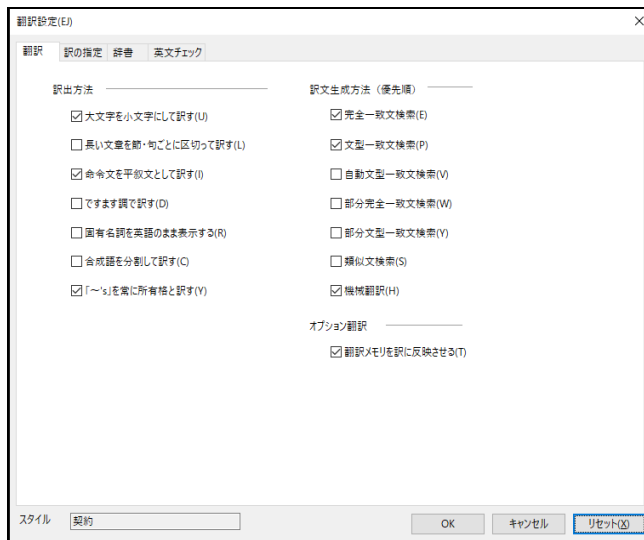 翻訳設定(EJ)
翻訳 訳の指定 辞書 英文チェック
訳出方法
大文字を小文字にして訳す(U)
長い文章を節・句ごとに区切って訳す(L)
命令文を平叙文として訳す(I)
ですます調で訳す(D)
固有名詞を英語のまま表示する(R)
合成語を分割して訳す(C)
「～'s」を常に所有格と訳す(Y)
訳文生成方法（優先順）
完全一致文検索(E)
文型一致文検索(P)
自動文型一致文検索(V)
部分完全一致文検索(W)
部分文型一致文検索(Y)
類似文検索(S)
機械翻訳(H)
オプション翻訳
翻訳メモリを訳に反映させる(T)
スタイル 契約
OK キャンセル リセット(X)